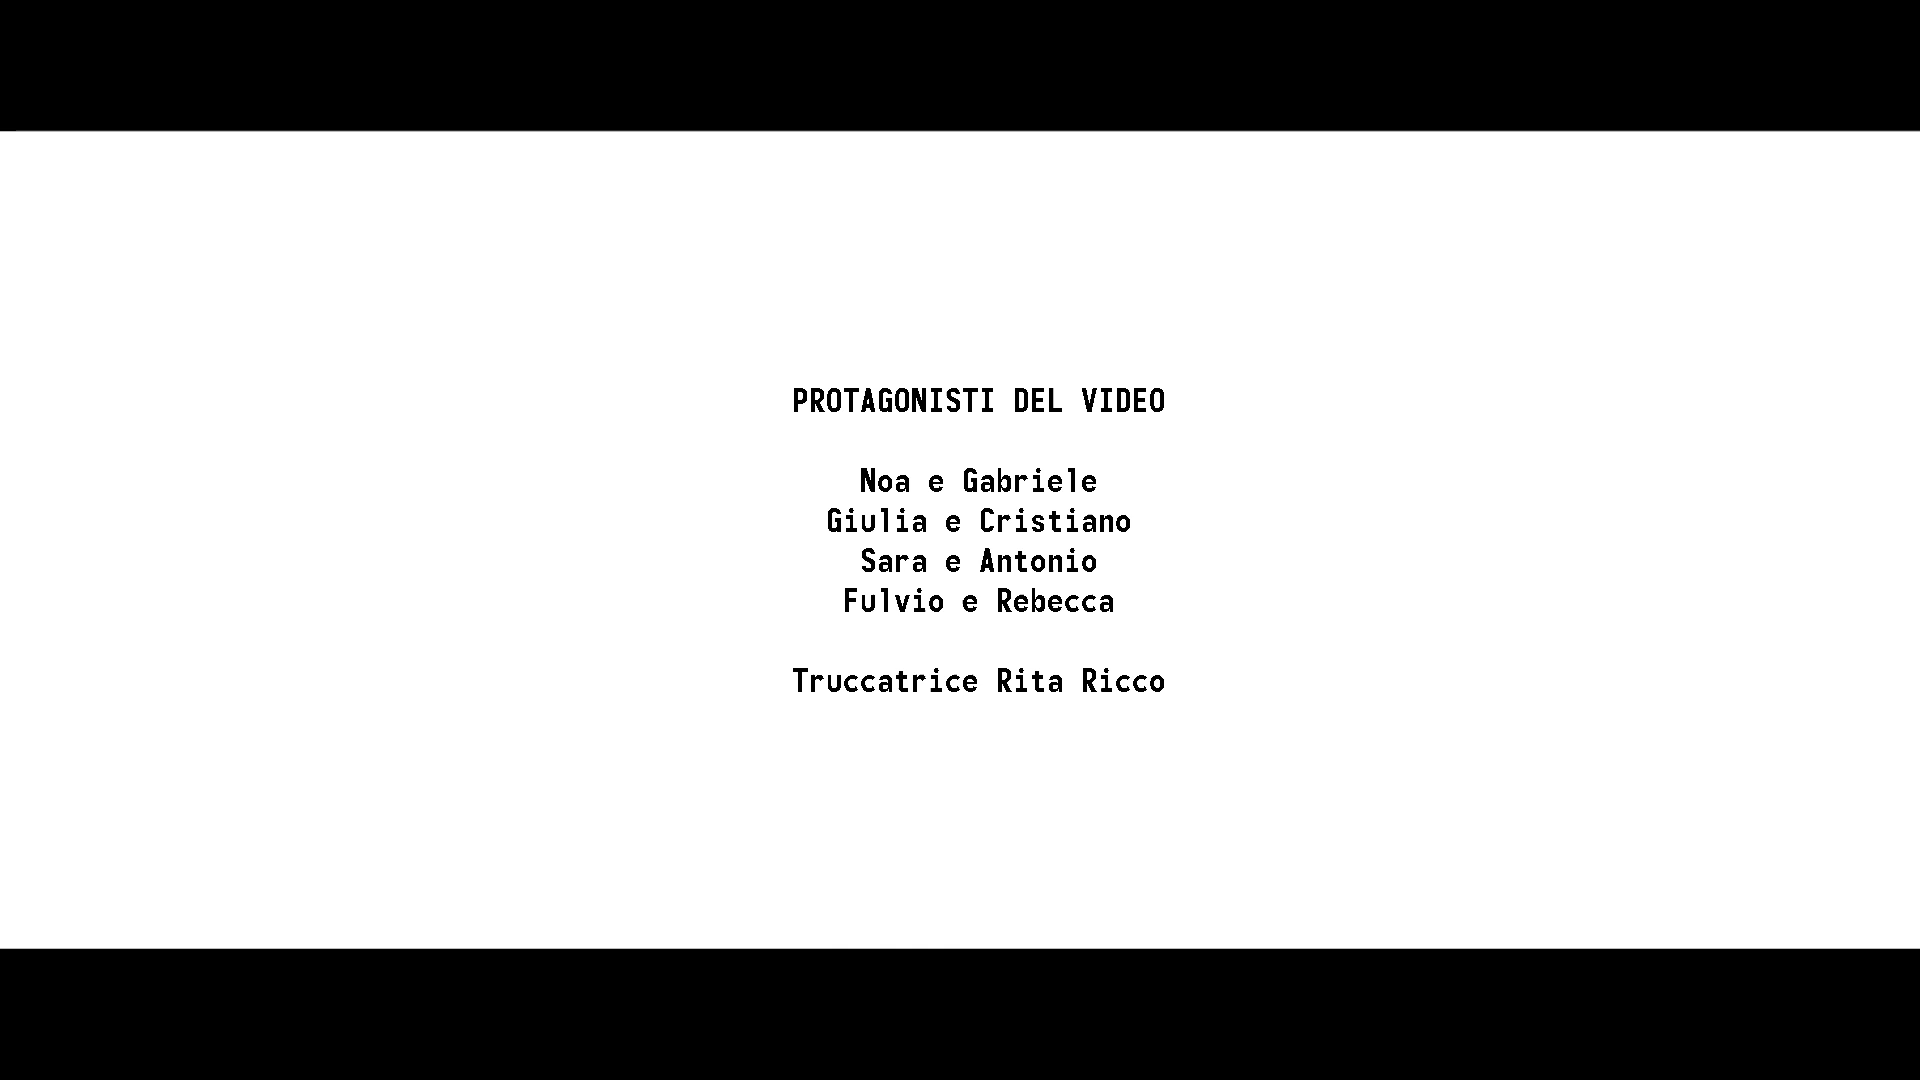 PROTAGONISTI DEL VIDEO
Noa e Gabriele
Giulia e Cristiano
Sara e Antonio
Fulvio e Rebecca
Truccatrice Rita Ricco